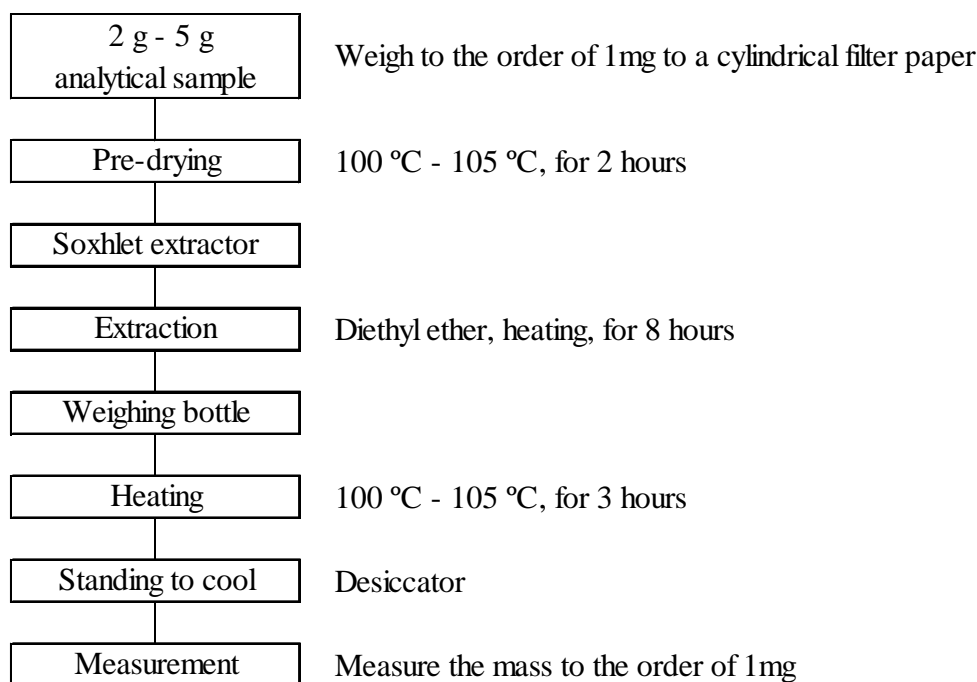 2 g - 5 g
analytical sample
Weigh to the order of 1mg to a cylindrical filter paper
Pre-drying
100 ºC - 105 ºC, for 2 hours
Soxhlet extractor
Extraction
Diethyl ether, heating, for 8 hours
Weighing bottle
Heating
100 ºC - 105 ºC, for 3 hours
Standing to cool
Desiccator
Measurement
Measure the mass to the order of 1mg